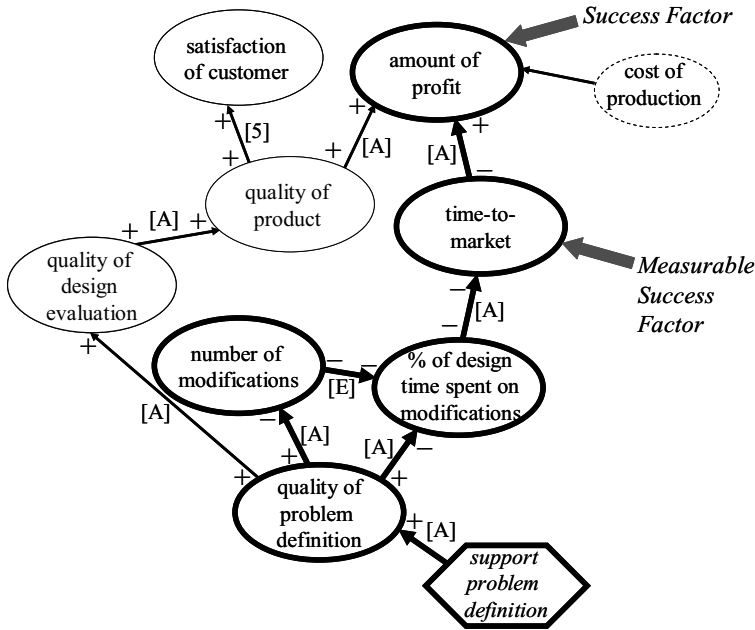 Success Factor
satisfaction
of customer
amount of
profit
cost of
production
+
+
+
[5]
+
+
[A]
+
[A]
−
quality of
product
[A]
+
+
time-to-
market
quality of
design
evaluation
Measurable
Success
Factor
−
[A]
−
+
number of
modifications
−
−
[E]
% of design
time spent on
modifications
[A]
−
[A]
+
[A]
−
+
+
quality of
problem
definition
+
[A]
support
problem
definition